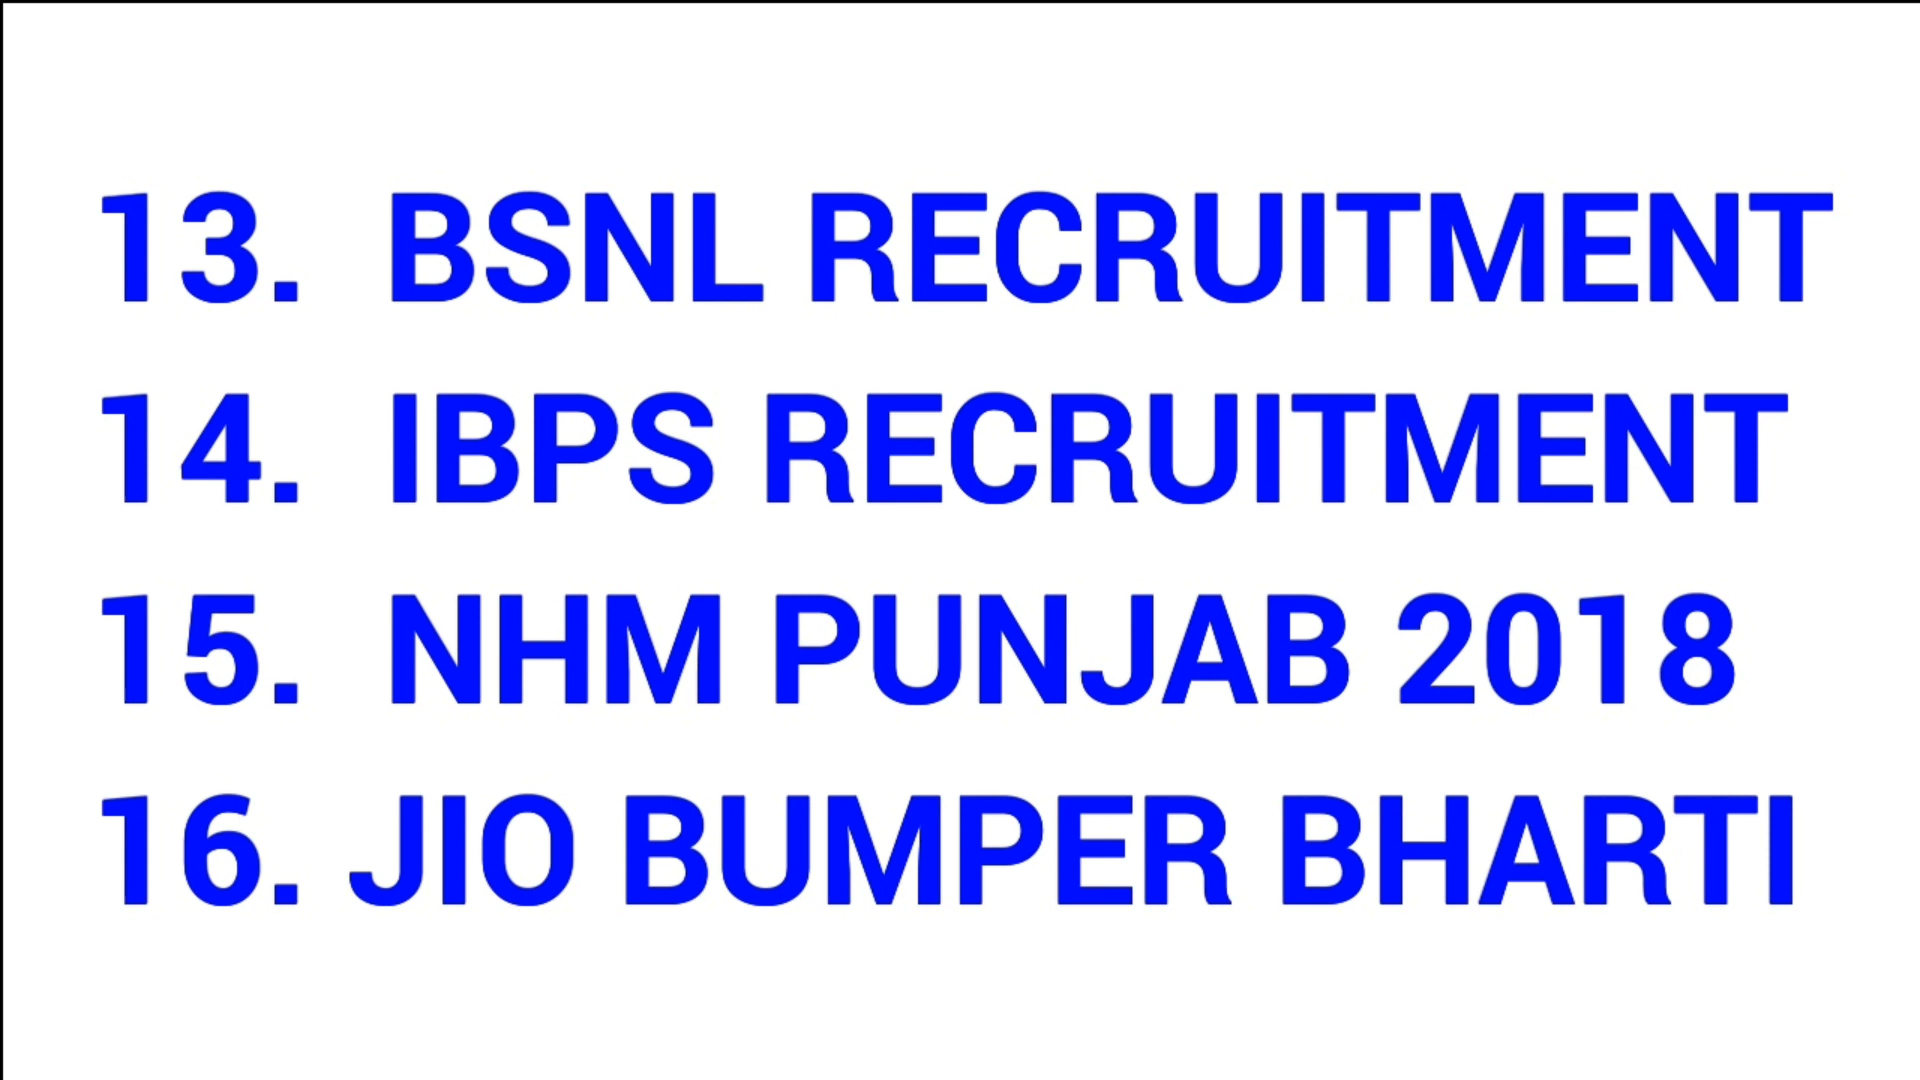 13. BSNL RECRUITMENT
14. IBPS RECRUITMENT
15. NHM PUNJAB 2018
16. JIO BUMPER BHARTI